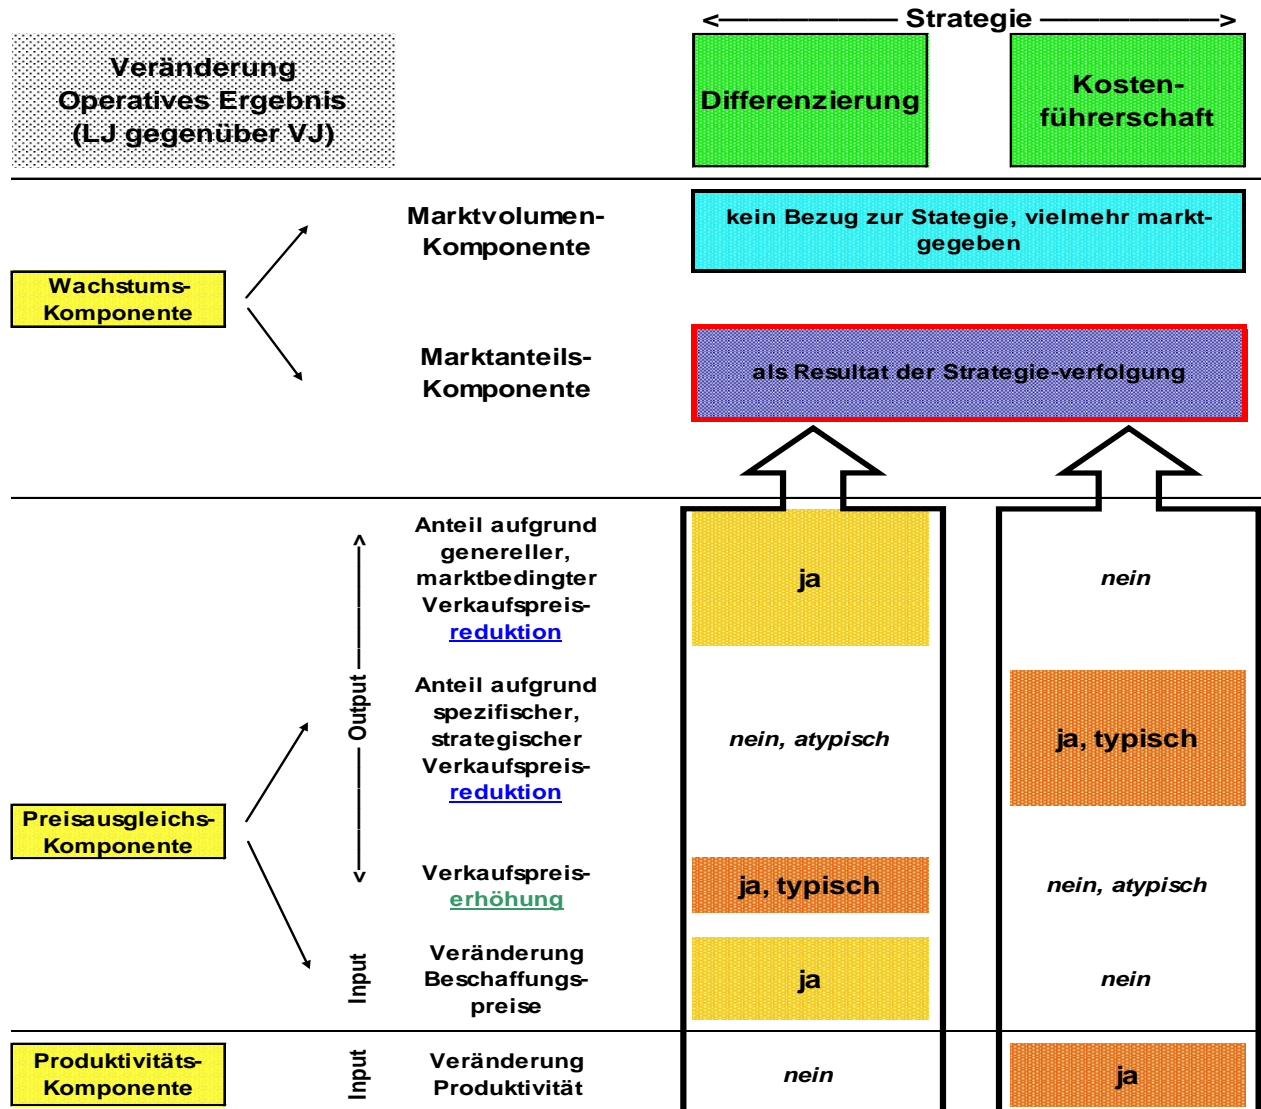 Strategie
Veränderung
Operatives Ergebnis
(LJ gegenüber VJ)
Differenzierung
Kosten-
führerschaft
Wachstums-
Komponente
Marktvolumen-
Komponente
kein Bezug zur Stategie, vielmehr markt-
gegeben
Marktanteils-
Komponente
als Resultat der Strategie-verfolgung
Preisausgleichs-
Komponente
Output
Anteil aufgrund
genereller,
marktbedingter
Verkaufspreis-
reduktion
ja
nein
Anteil aufgrund
spezifischer,
strategischer
Verkaufspreis-
reduktion
nein, atypisch
ja, typisch
Verkaufspreis-
erhöhung
ja, typisch
nein, atypisch
Input
Veränderung
Beschaffungs-
preise
ja
nein
Produktivitäts-
Komponente
Input
Veränderung
Produktivität
nein
ja